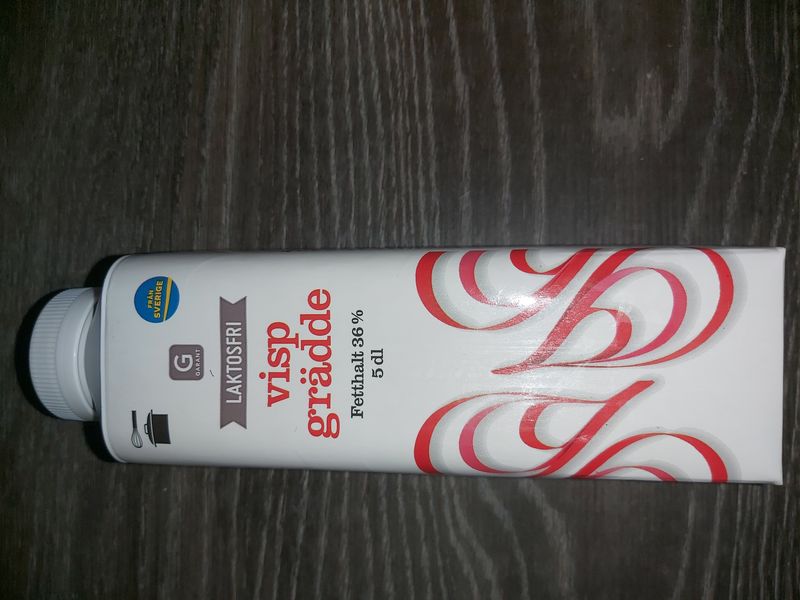 FRÅN
SVERIGE
G
GARANT
LAKTOSFRI
visp
grädde
Fetthalt 36 %
5 dl